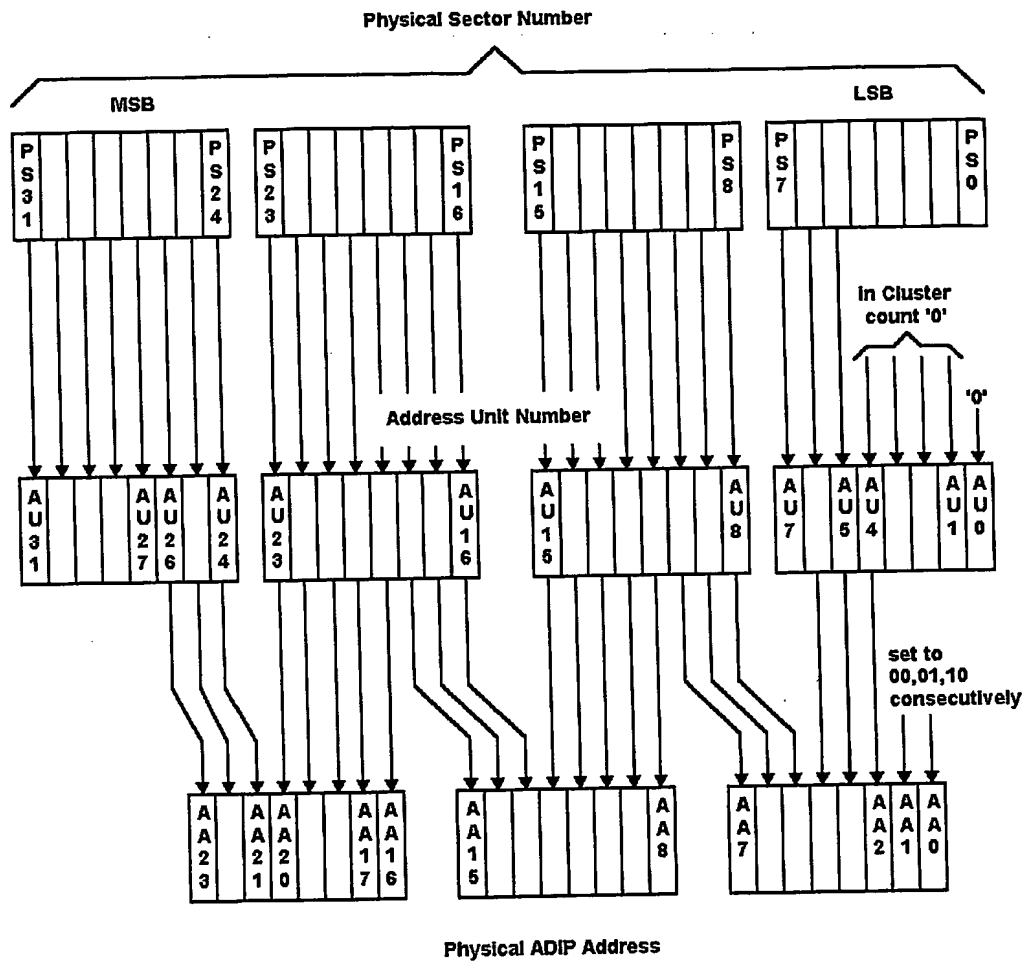 Physical Sector Number
MSB
LSB
PS31
PS24
PS23
PS16
PS15
PS8
PS7
PS0
In Cluster
count '0'
'0'
Address Unit Number
AU31
AU27
AU26
AU24
AU23
AU16
AU15
AU8
AU7
AU5
AU4
AU1
AU0
set to
00,01,10
consecutively
AA23
AA21
AA20
AA17
AA16
AA15
AA8
AA7
AA2
AA1
AA0
Physical ADIP Address